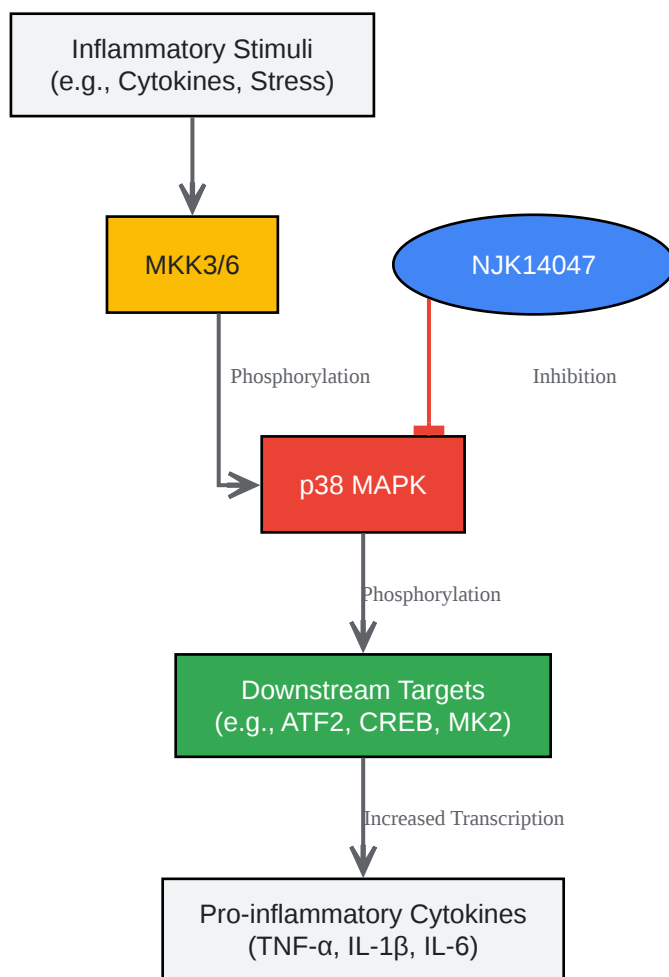 Inflammatory Stimuli
(e.g., Cytokines, Stress)
MKK3/6
NJK14047
Phosphorylation
Inhibition
p38 MAPK
Phosphorylation
Downstream Targets
(e.g., ATF2, CREB, MK2)
Increased Transcription
Pro-inflammatory Cytokines
(TNF-α, IL-1β, IL-6)